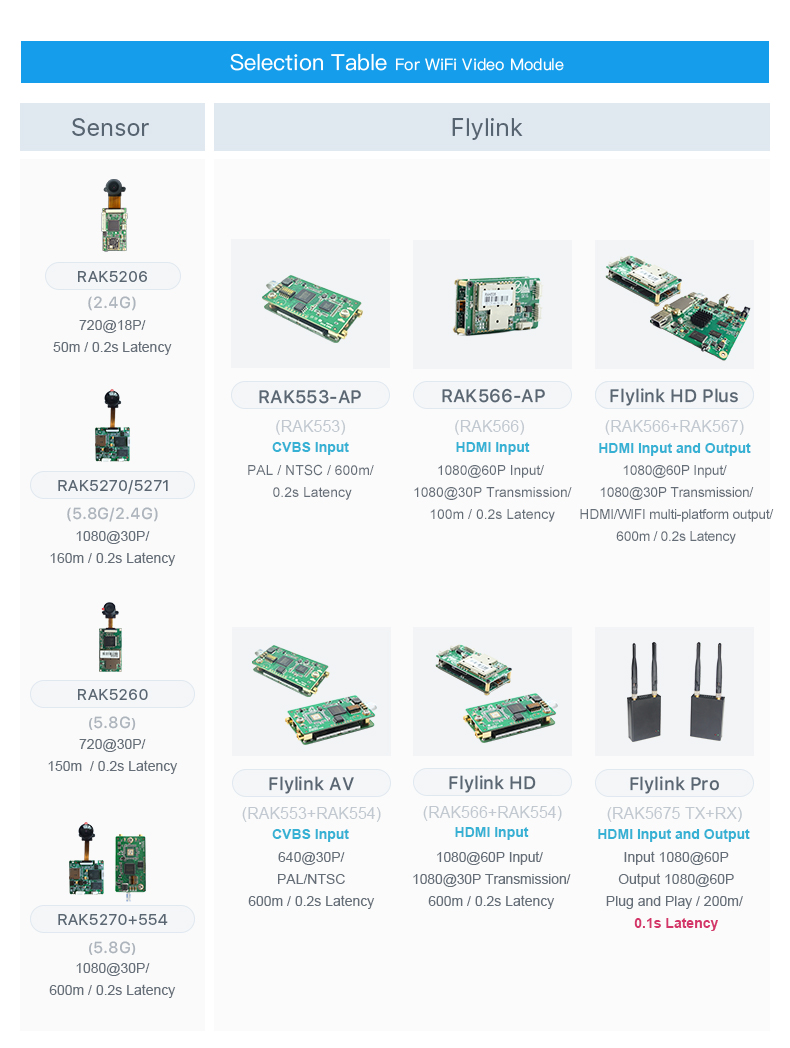 Selection Table For WiFi Video Module
Sensor
RAK5206
(2.4G)
720@18P/
50m / 0.2s Latency
RAK5270/5271
(5.8G/2.4G)
1080@30P/
160m / 0.2s Latency
RAK5260
(5.8G)
720@30P/
150m / 0.2s Latency
RAK5270+554
(5.8G)
1080@30P/
600m / 0.2s Latency
Flylink
RAK553-AP
(RAK553)
CVBS Input
PAL / NTSC / 600m/
0.2s Latency
RAK566-AP
(RAK566)
HDMI Input
1080@60P Input/
1080@30P Transmission/
100m / 0.2s Latency
Flylink HD Plus
(RAK566+RAK567)
HDMI Input and Output
1080@60P Input/
1080@30P Transmission/
HDMI/WIFI multi-platform output/
600m / 0.2s Latency
Flylink AV
(RAK553+RAK554)
CVBS Input
640@30P/
PAL/NTSC
600m / 0.2s Latency
Flylink HD
(RAK566+RAK554)
HDMI Input
1080@60P Input/
1080@30P Transmission/
600m / 0.2s Latency
Flylink Pro
(RAK5675 TX+RX)
HDMI Input and Output
Input 1080@60P
Output 1080@60P
Plug and Play / 200m/
0.1s Latency